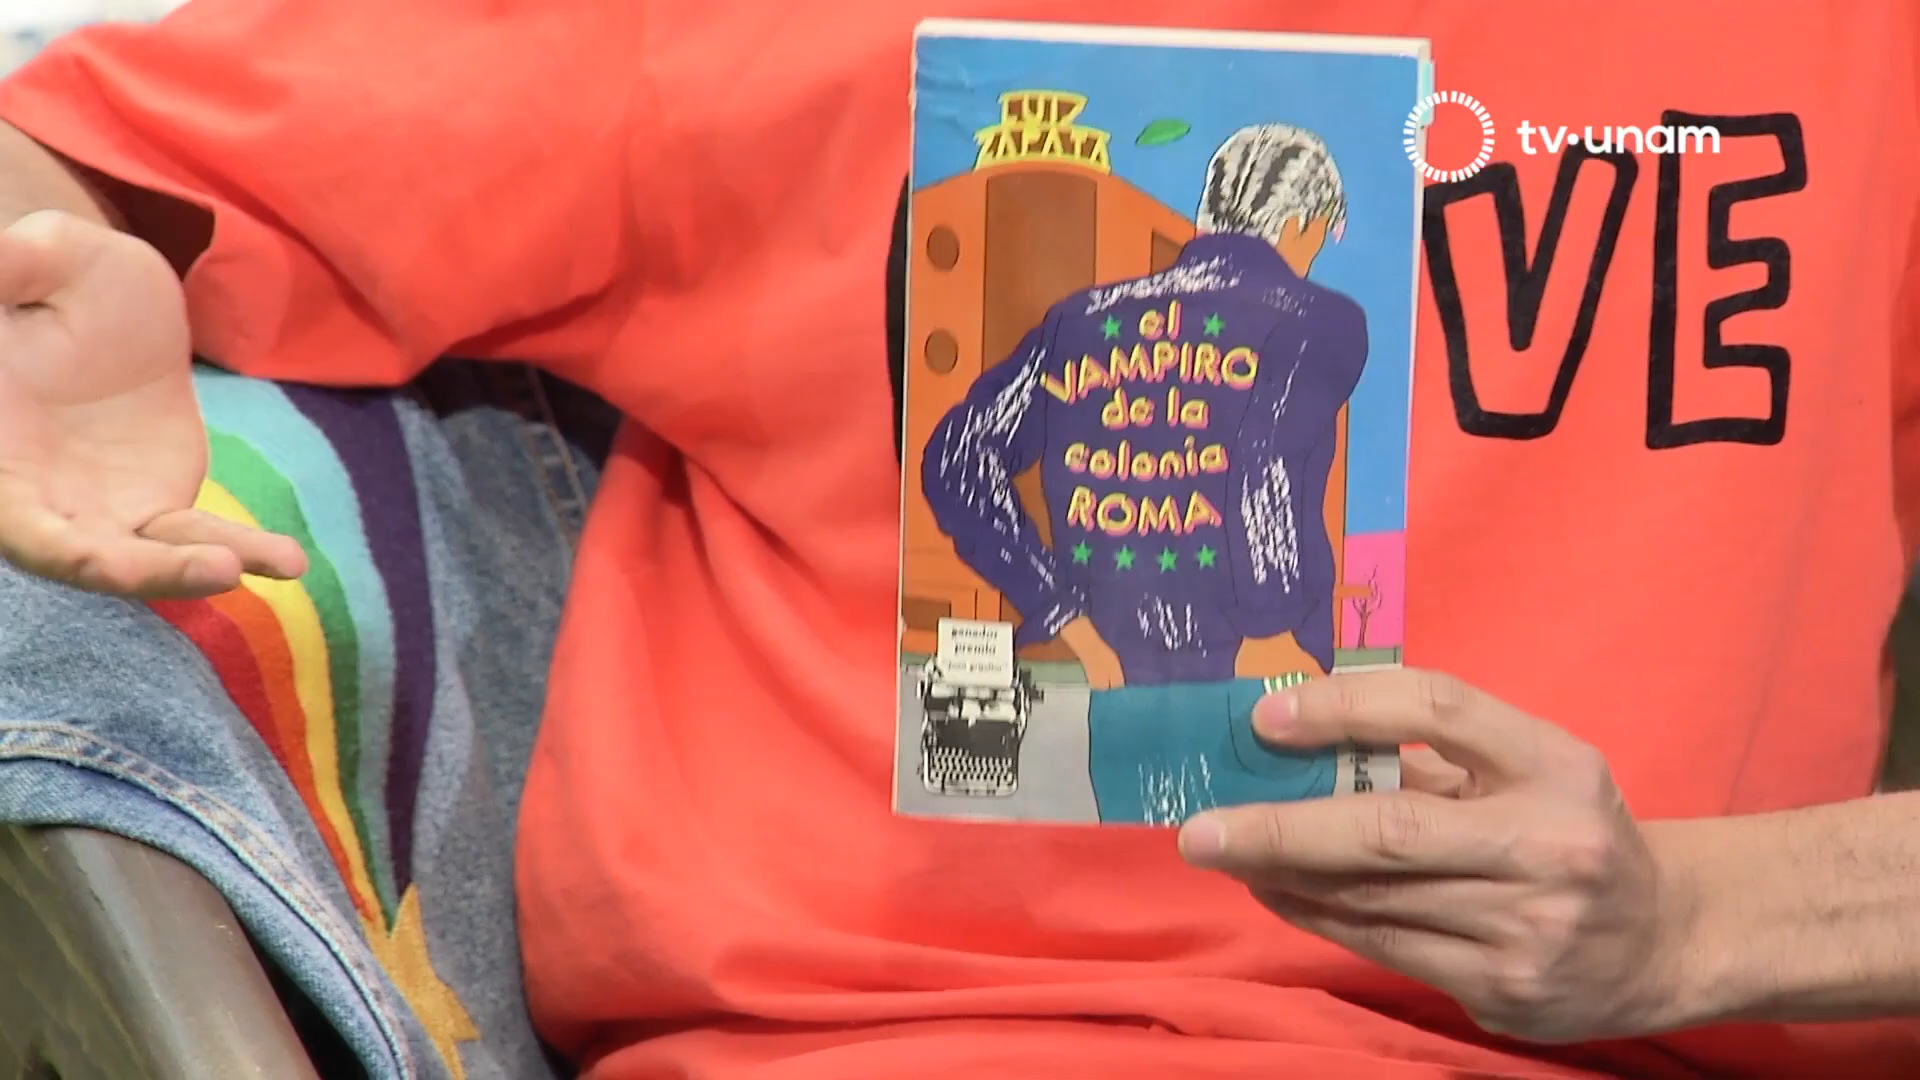 LUIZ
ZAPATA
el
VAMPIRO
de la
colonia
ROMA
ganador
premio
tv·unam
VE